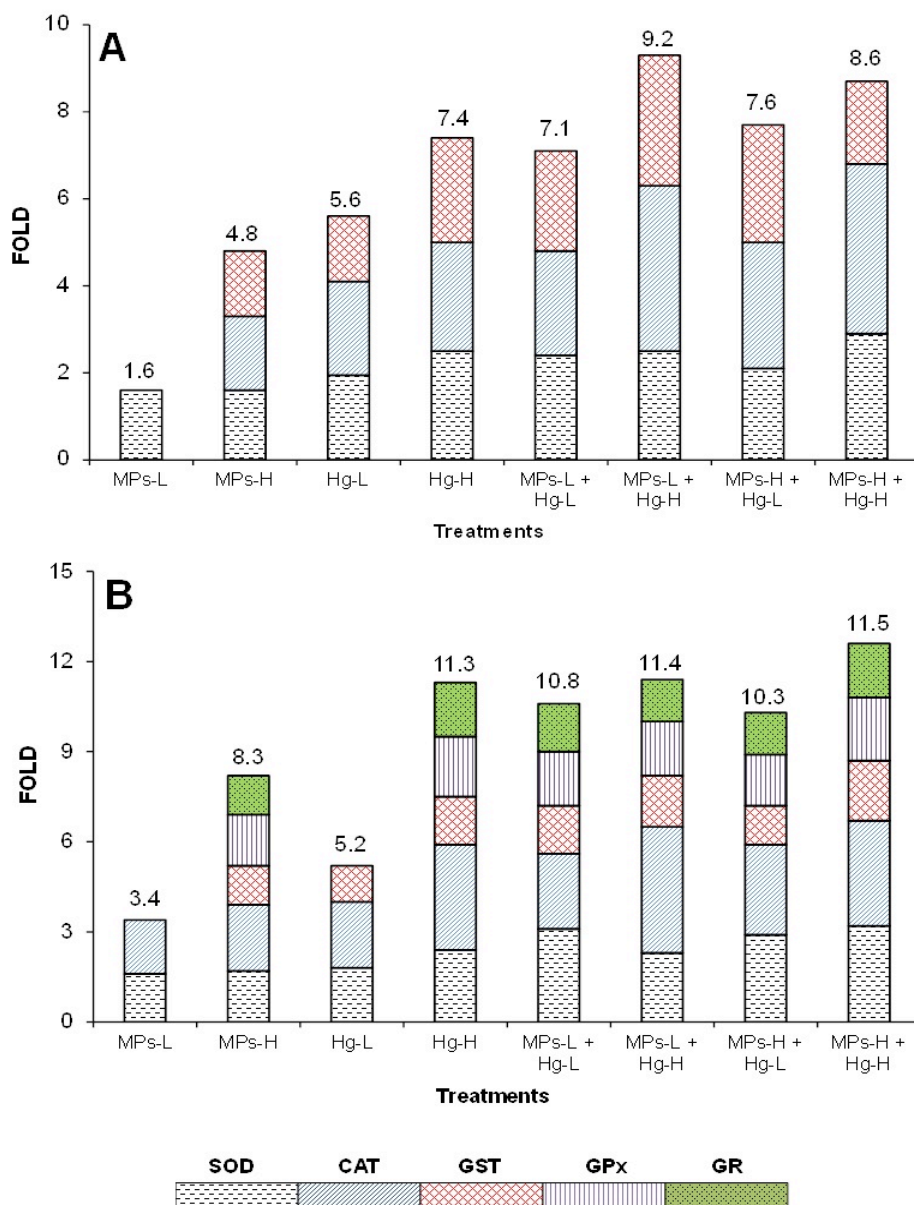 A
10
8
6
4
2
0
FOLD
1.6
4.8
5.6
7.4
7.1
9.2
7.6
8.6
MPs-L MPs-H Hg-L Hg-H MPs-L + MPs-L + MPs-H + MPs-H +
Hg-L Hg-H Hg-L Hg-H
Treatments
B
15
12
9
6
3
0
FOLD
3.4
8.3
5.2
11.3
10.8
11.4
10.3
11.5
MPs-L MPs-H Hg-L Hg-H MPs-L + MPs-L + MPs-H + MPs-H +
Hg-L Hg-H Hg-L Hg-H
Treatments
SOD CAT GST GPx GR